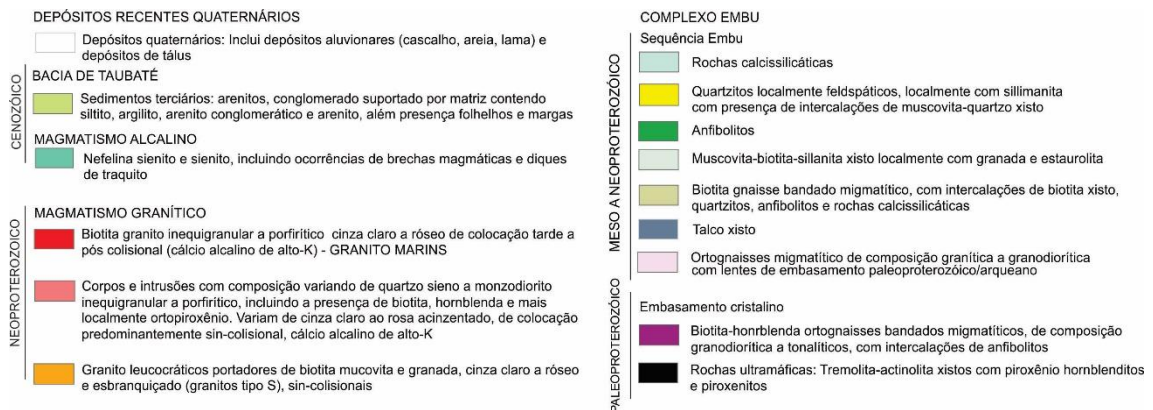 DEPÓSITOS RECENTES QUATERNÁRIOS
Depósitos quaternários: Inclui depósitos aluvionares (cascalho, areia, lama) e
depósitos de tálus
CENOZÓICO
BACIA DE TAUBATÉ
Sedimentos terciários: arenitos, conglomerado suportado por matriz contendo
siltito, argilito, arenito conglomerático e arenito, além presença folhelhos e margas
MAGMATISMO ALCALINO
Nefelina sienito e sienito, incluindo ocorrências de brechas magmáticas e diques
de traquito
NEOPROTEROZOICO
MAGMATISMO GRANÍTICO
Biotita granito inequigranular a porfirítico cinza claro a róseo de colocação tarde a
pós colisional (cálcio alcalino de alto-K) - GRANITO MARINS
Corpos e intrusões com composição variando de quartzo sieno a monzodiorito
inequigranular a porfirítico, incluindo a presença de biotita, hornblenda e mais
localmente ortopiroxênio. Variam de cinza claro ao rosa acinzentado, de colocação
predominantemente sin-colisional, cálcio alcalino de alto-K
Granito leucocráticos portadores de biotita mucovita e granada, cinza claro a róseo
e esbranquiçado (granitos tipo S), sin-colisionais
MESO A NEOPROTEROZÓICO
COMPLEXO EMBU
Sequência Embu
Rochas calcissilicáticas
Quartzitos localmente feldspáticos, localmente com sillimanita
com presença de intercalações de muscovita-quartzo xisto
Anfibolitos
Muscovita-biotita-sillanita xisto localmente com granada e estaurolita
Biotita gnaisse bandado migmatítico, com intercalações de biotita xisto,
quartzitos, anfibolitos e rochas calcissilicáticas
Talco xisto
Ortognaisses migmatítico de composição granítica a granodiorítica
com lentes de embasamento paleoproterozóico/arqueano
PALEOPROTEROZÓICO
Embasamento cristalino
Biotita-honrblenda ortognaisses bandados migmatíticos, de composição
granodiorítica a tonalíticos, com intercalações de anfibolitos
Rochas ultramáficas: Tremolita-actinolita xistos com piroxênio hornblenditos
e piroxenitos